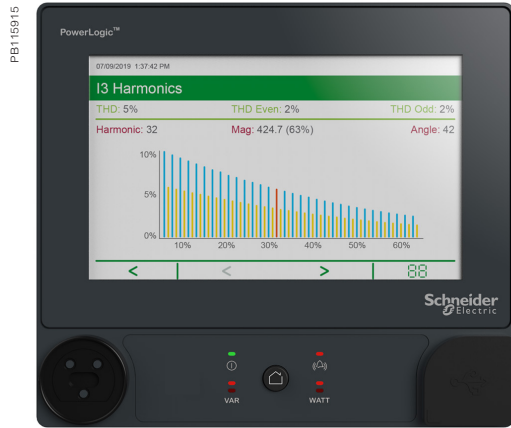 PB115915
PowerLogic™
07/09/2019 1:37:42 PM
I3 Harmonics
THD: 5% THD Even: 2% THD Odd: 2%
Harmonic: 32 Mag: 424.7 (63%) Angle: 42
10%
5%
0%
10% 20% 30% 40% 50% 60%
< < > 88
Schneider
Electric
VAR WATT